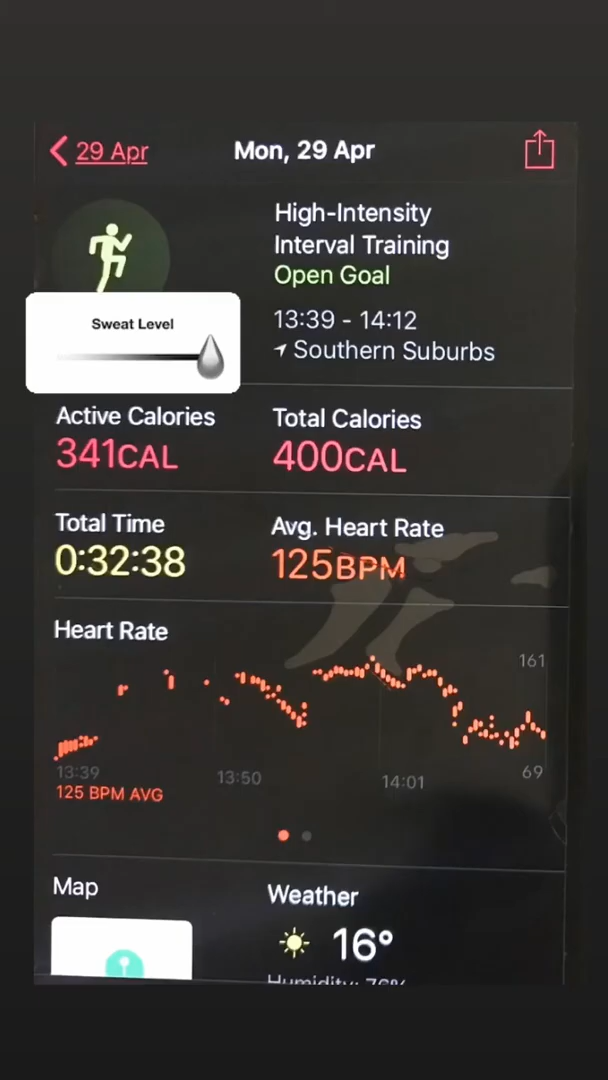 29 Apr
Mon, 29 Apr
High-Intensity
Interval Training
Open Goal
13:39 - 14:12
Southern Suburbs
Sweat Level
Active Calories
Total Calories
341CAL
400CAL
Total Time
Avg. Heart Rate
0:32:38
125BPM
Heart Rate
161
13:39
13:50
14:01
69
125 BPM AVG
Map
Weather
16°
Humidity: 76%